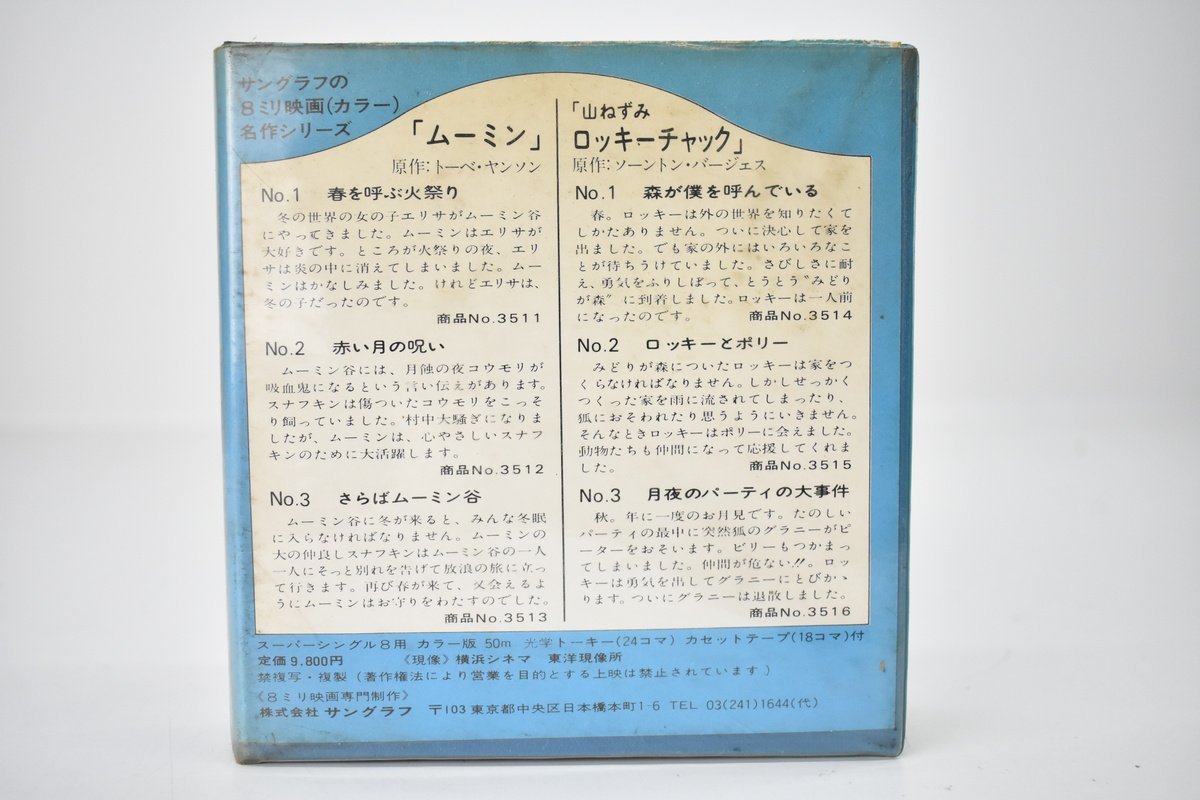 サングラフの
8ミリ映画(カラー)
名作シリーズ
「ムーミン」
原作:トーベ・ヤンソン
No.1 春を呼ぶ火祭り
冬の世界の女の子エリサがムーミン谷
にやってきました。ムーミンはエリサが
大好きです。ところが火祭りの夜、エリ
サは炎の中に消えてしまいました。ムー
ミンはかなしみました。けれどエリサは、
冬の子だったのです。
商品No.3511
No.2 赤い月の呪い
ムーミン谷には、月蝕の夜コウモリが
吸血鬼になるという言い伝えがあります。
スナフキンは傷ついたコウモリをこっそ
り飼っていました。村中大騒ぎになりま
したが、ムーミンは、心やさしいスナフ
キンのために大活躍します。
商品No.3512
No.3 さらばムーミン谷
ムーミン谷に冬が来ると、みんな冬眠
に入らなければなりません。ムーミンの
大の仲良しスナフキンはムーミン谷の一人
一人にそっと別れを告げて放浪の旅に立っ
て行きます。再び春が来て、又会えるよ
うにムーミンはお守りをわたすのでした。
商品No.3513
「山ねずみ
ロッキーチャック」
原作:ソーントン・バージェス
No.1 森が僕を呼んでいる
春。ロッキーは外の世界を知りたくて
しかたありません。ついに決心して家を
出ました。でも家の外にはいろいろなこ
とが待ちうけていました。さびしさに耐
え、勇気をふりしぼって、とうとう〝みどり
が森〟に到着しました。ロッキーは一人前
になったのです。
商品No.3514
No.2 ロッキーとポリー
みどりが森についたロッキーは家をつ
くらなければなりません。しかしせっかく
つくった家を雨に流されてしまったり、
狐におそわれたり思うようにいきません。
そんなときロッキーはポリーに会えました。
動物たちも仲間になって応援してくれま
した。
商品No.3515
No.3 月夜のパーティの大事件
秋。年に一度のお月見です。たのしい
パーティの最中に突然狐のグラニーがピ
ーターをおそいます。ビリーもつかまっ
てしまいました。仲間が危ない!!。ロッ
キーは勇気を出してグラニーにとびかゝ
ります。ついにグラニーは退散しました。
商品No.3516
スーパーシングル8用 カラー版 50m 光学トーキー(24コマ) カセットテープ(18コマ)付
定価9.800円 《現像》横浜シネマ 東洋現像所
禁複写・複製(著作権法により営業を目的とする上映は禁止されています.)
《8ミリ映画専門制作》
株式会社 サングラフ 〒103 東京都中央区日本橋本町1-6 TEL 03(241)1644(代)